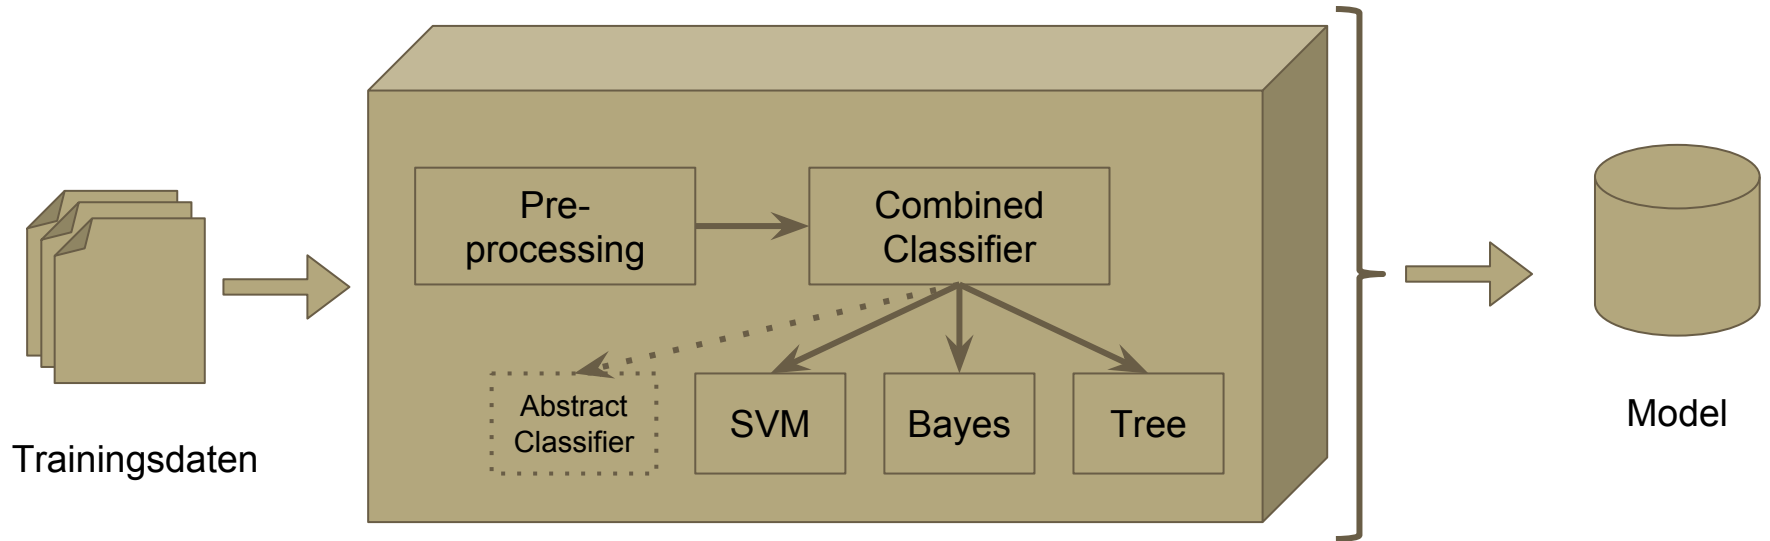 Pre-
processing
Combined
Classifier
Abstract
Classifier
SVM
Bayes
Tree
Trainingsdaten
Model